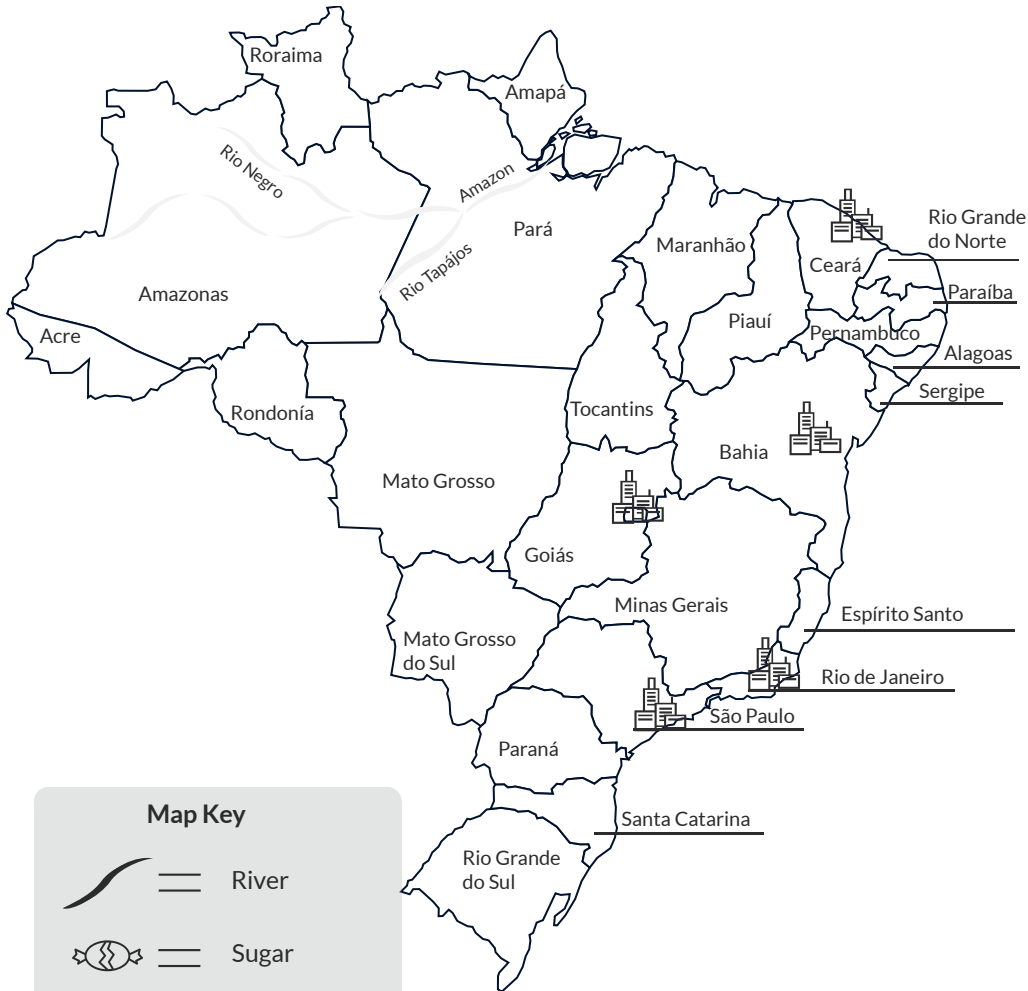 Roraima
Amapá
Rio Negro
Amazon
Rio Tapájos
Pará
Maranhão
Ceará
Rio Grande
do Norte
Amazonas
Paraíba
Piauí
Pernambuco
Acre
Alagoas
Sergipe
Rondonía
Tocantins
Bahia
Mato Grosso
Goiás
Minas Gerais
Espírito Santo
Mato Grosso
do Sul
Rio de Janeiro
São Paulo
Paraná
Santa Catarina
Rio Grande
do Sul
Map Key
River
Sugar